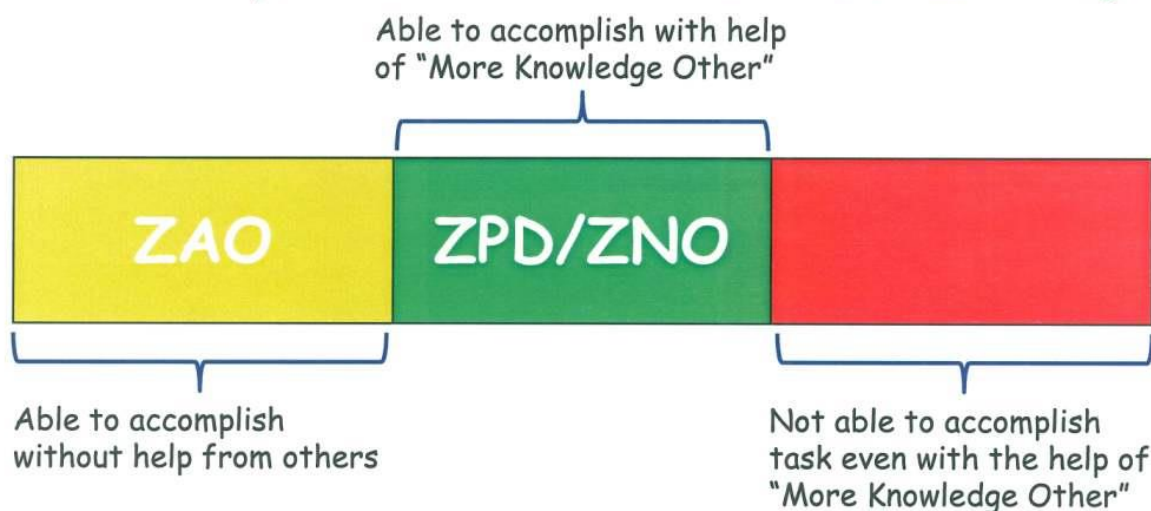 Able to accomplish with help
of “More Knowledge Other”
ZAO
ZPD/ZNO
Able to accomplish
without help from others
Not able to accomplish
task even with the help of
“More Knowledge Other”